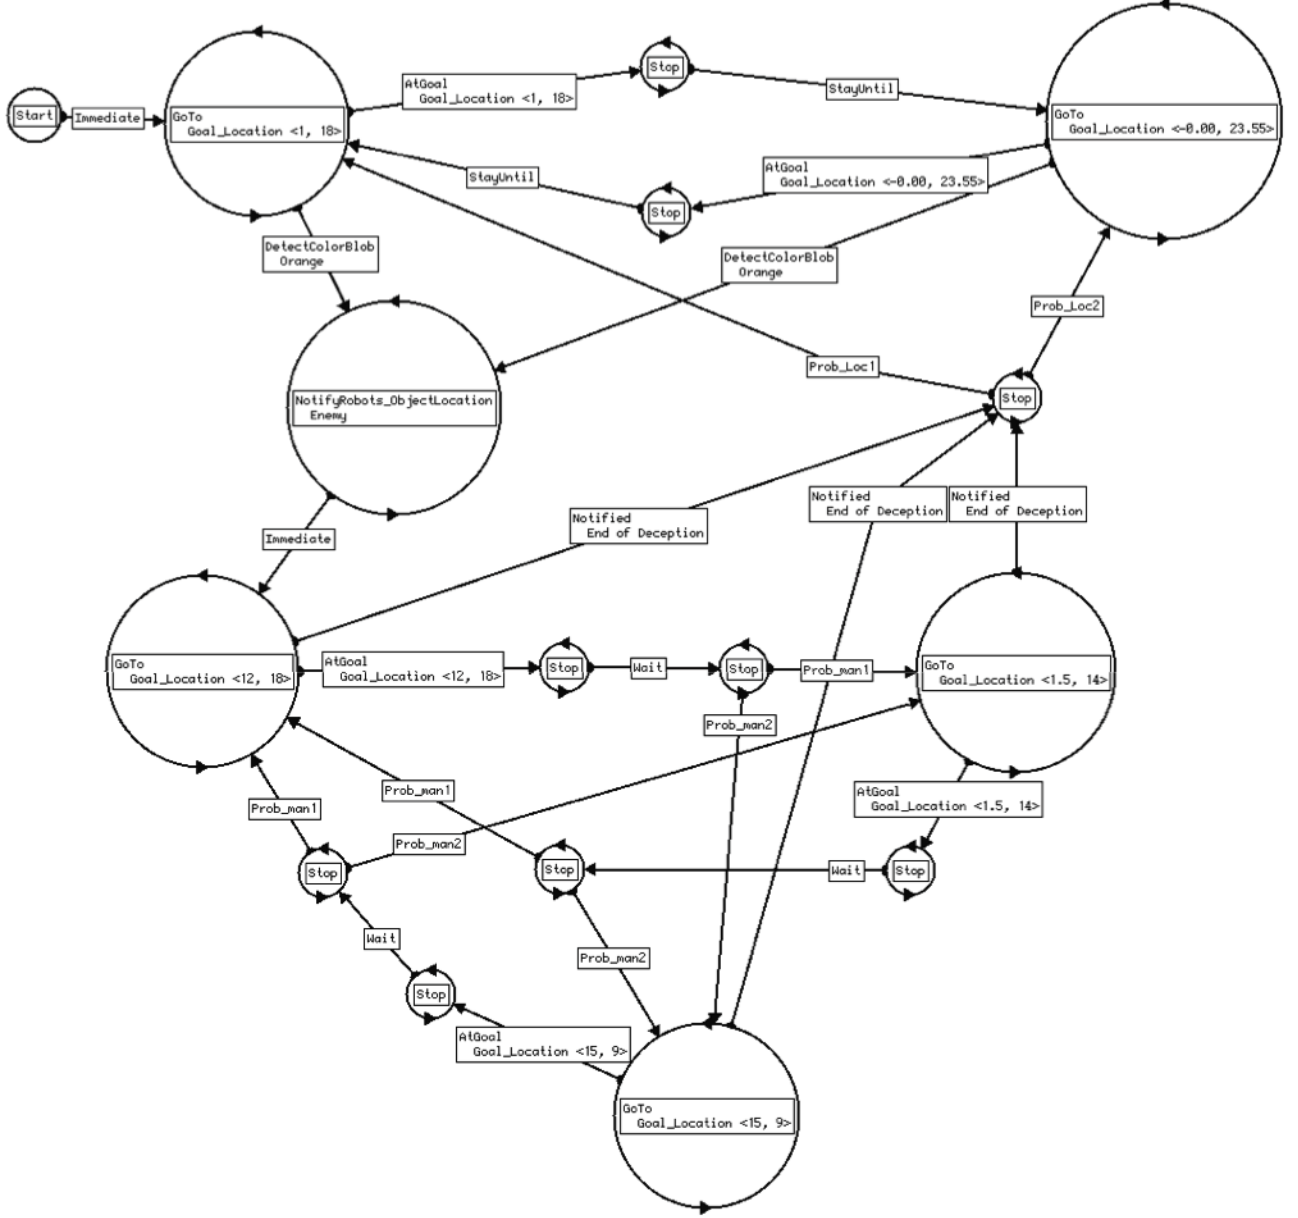 Stop
AtGoal
Goal_Location <1, 18>
StayUntil
Start
Immediate
GoTo
Goal_Location <1, 18>
GoTo
Goal_Location <-0.00, 23.55>
StayUntil
AtGoal
Goal_Location <-0.00, 23.55>
Stop
DetectColorBlob
Orange
DetectColorBlob
Orange
Prob_Loc2
Prob_Loc1
NotifyRobots_ObjectLocation
Enemy
Stop
Notified
End of Deception
Notified
End of Deception
Notified
End of Deception
Immediate
GoTo
Goal_Location <12, 18>
AtGoal
Goal_Location <12, 18>
Stop
Wait
Stop
Prob_man1
GoTo
Goal_Location <1.5, 14>
Prob_man2
Prob_man1
Prob_man1
AtGoal
Goal_Location <1.5, 14>
Prob_man2
Stop
Stop
Wait
Stop
Wait
Prob_man2
Stop
AtGoal
Goal_Location <15, 9>
GoTo
Goal_Location <15, 9>